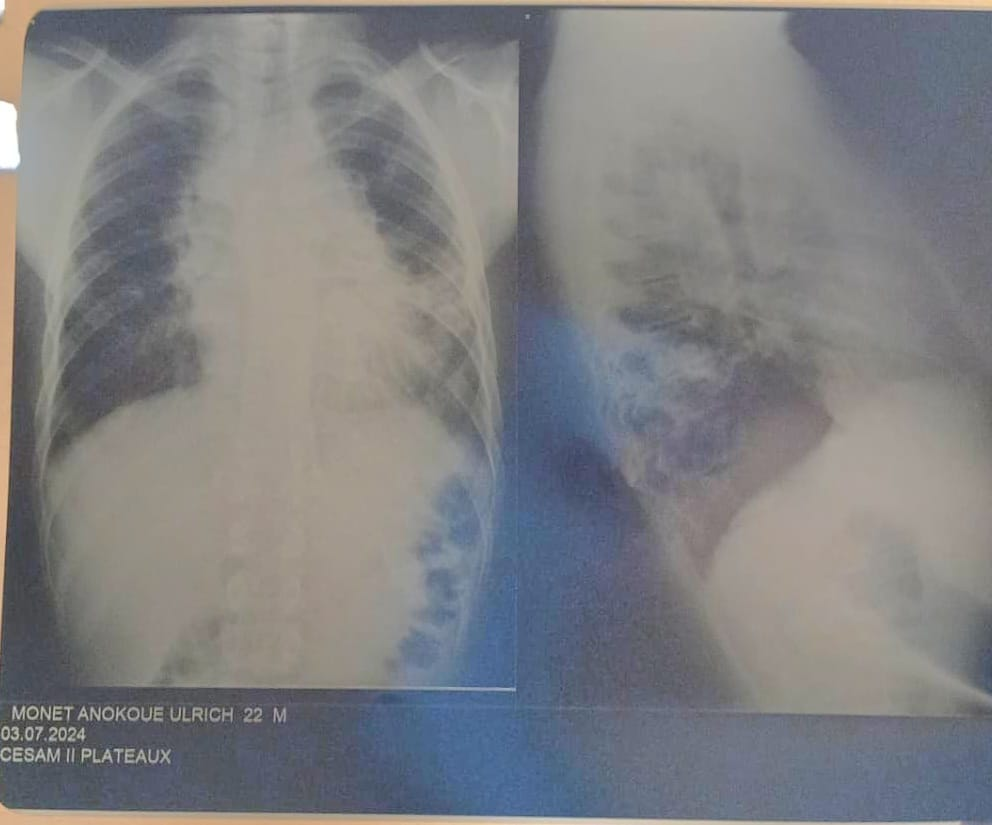 MONET ANOKOUE ULRICH 22 M
03.07.2024
CESAM II PLATEAUX